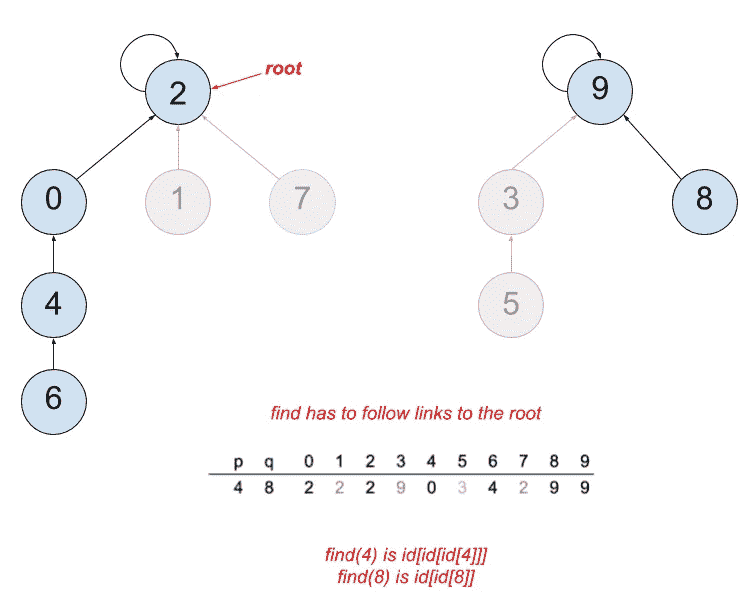 root
2
9
0 1 7 3 8
4 5
6
find has to follow links to the root
p q 0 1 2 3 4 5 6 7 8 9
4 8 2 2 2 9 0 3 4 2 9 9
find(4) is id[id[id[4]]]
find(8) is id[id[8]]